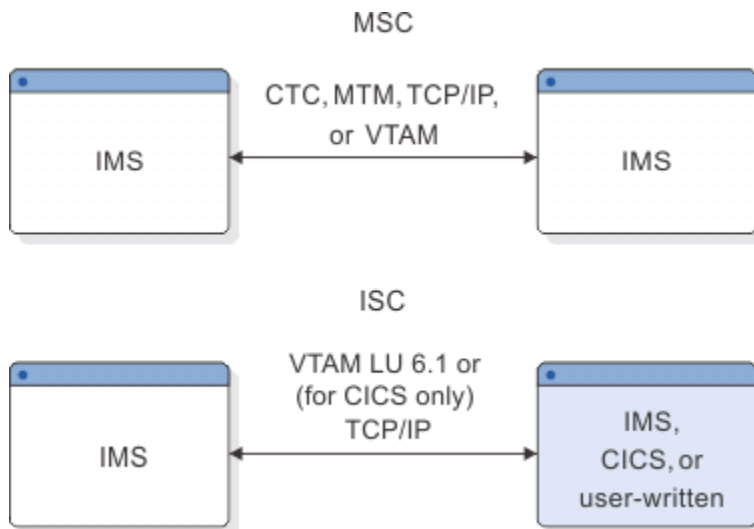 MSC
CTC, MTM, TCP/IP,
or VTAM
IMS
IMS
ISC
VTAM LU 6.1 or
(for CICS only)
TCP/IP
IMS
IMS,
CICS, or
user-written